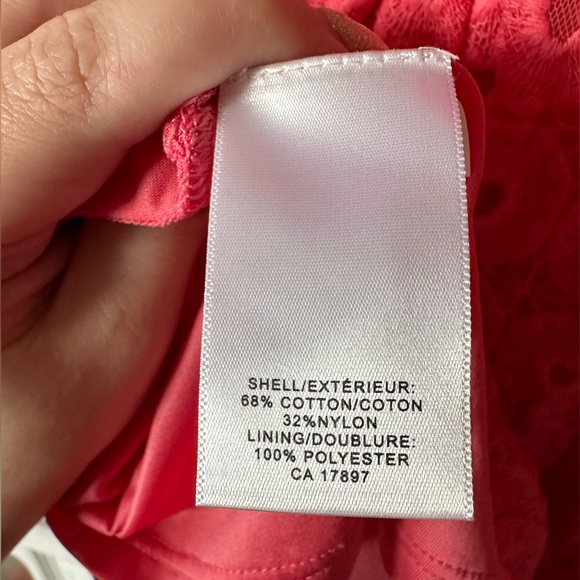 SHELL/EXTÉRIEUR:
68% COTTON/COTON
32%NYLON
LINING/DOUBLURE:
100% POLYESTER
CA 17897